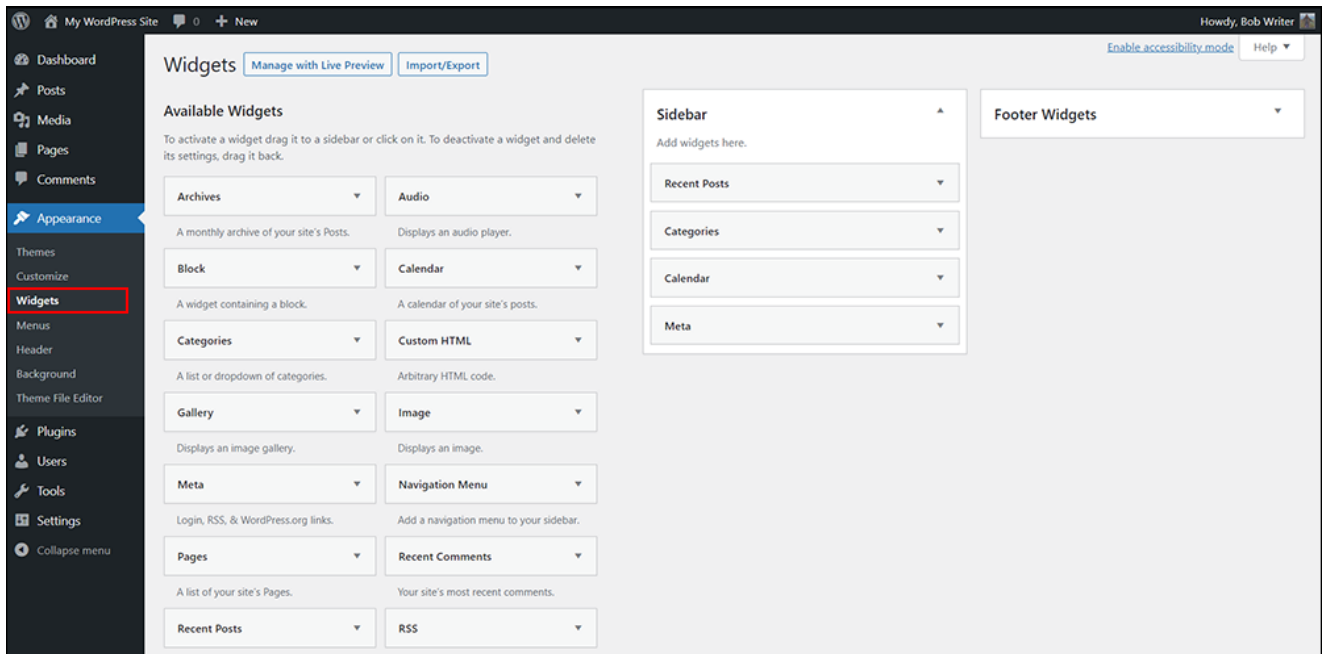 My WordPress Site 0 + New Howdy, Bob Writer
Dashboard
Posts
Media
Pages
Comments
Appearance
Themes
Customize
Widgets
Menus
Header
Background
Theme File Editor
Plugins
Users
Tools
Settings
Collapse menu
Enable accessibility mode Help
Widgets Manage with Live Preview Import/Export
Available Widgets
To activate a widget drag it to a sidebar or click on it. To deactivate a widget and delete
its settings, drag it back.
Archives Audio
A monthly archive of your site's Posts. Displays an audio player.
Block Calendar
A widget containing a block. A calendar of your site's posts.
Categories Custom HTML
A list or dropdown of categories. Arbitrary HTML code.
Gallery Image
Displays an image gallery. Displays an image.
Meta Navigation Menu
Login, RSS, & WordPress.org links. Add a navigation menu to your sidebar.
Pages Recent Comments
A list of your site's Pages. Your site's most recent comments.
Recent Posts RSS
Sidebar
Add widgets here.
Recent Posts
Categories
Calendar
Meta
Footer Widgets